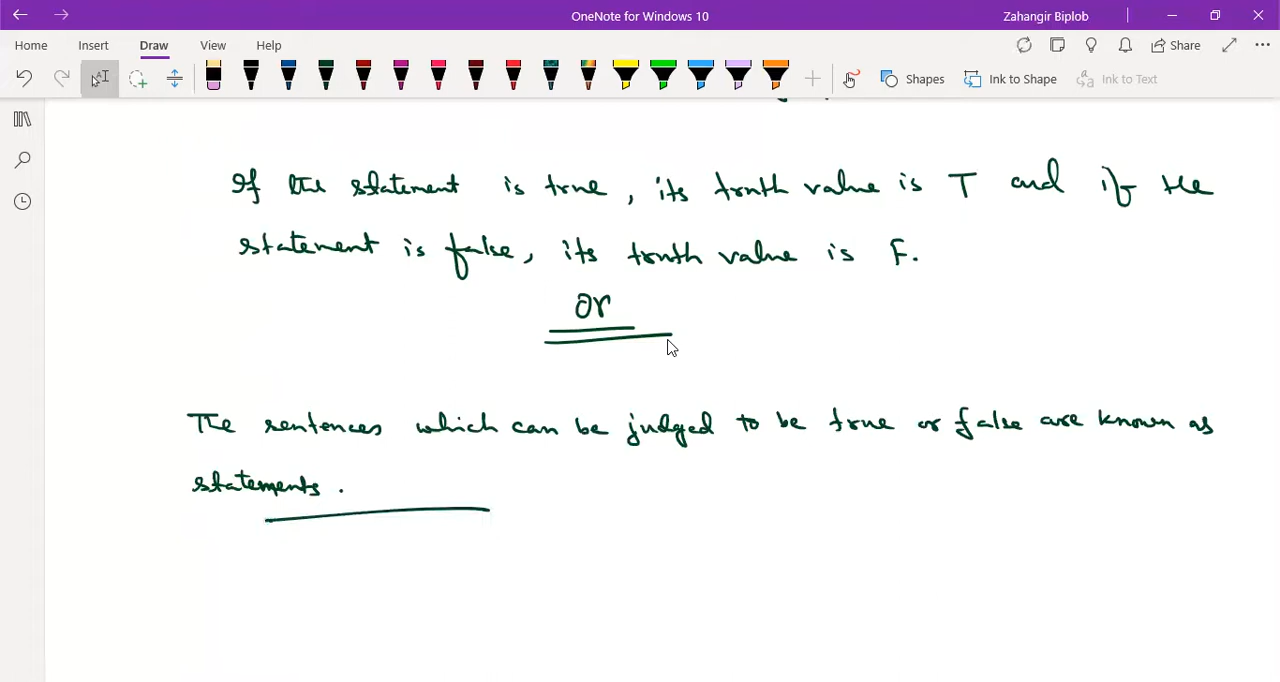 OneNote for Windows 10
Zahangir Biplob
Home Insert Draw View Help
Share
Shapes Ink to Shape Ink to Text
If the statement is true, its truth value is T and if the
statement is false, its truth value is F.
Or
The sentences which can be judged to be true or false are known as
statements.